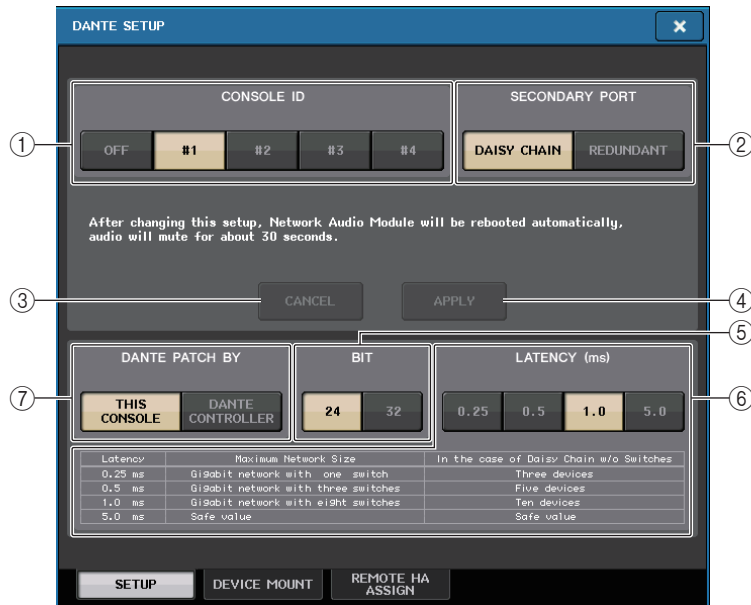 DANTE SETUP
×
CONSOLE ID
SECONDARY PORT
1
OFF
#1
#2
#3
#4
DAISY CHAIN
REDUNDANT
2
After changing this setup, Network Audio Module will be rebooted automatically,
audio will mute for about 30 seconds.
3
CANCEL
APPLY
4
5
DANTE PATCH BY
BIT
LATENCY (ms)
7
THIS
CONSOLE
DANTE
CONTROLLER
24
32
0.25
0.5
1.0
5.0
6
Latency Maximum Network Size In the case of Daisy Chain w/o Switches
0.25 ms Gigabit network with one switch Three devices
0.5 ms Gigabit network with three switches Five devices
1.0 ms Gigabit network with eight switches Ten devices
5.0 ms Safe value Safe value
SETUP
DEVICE MOUNT
REMOTE HA
ASSIGN